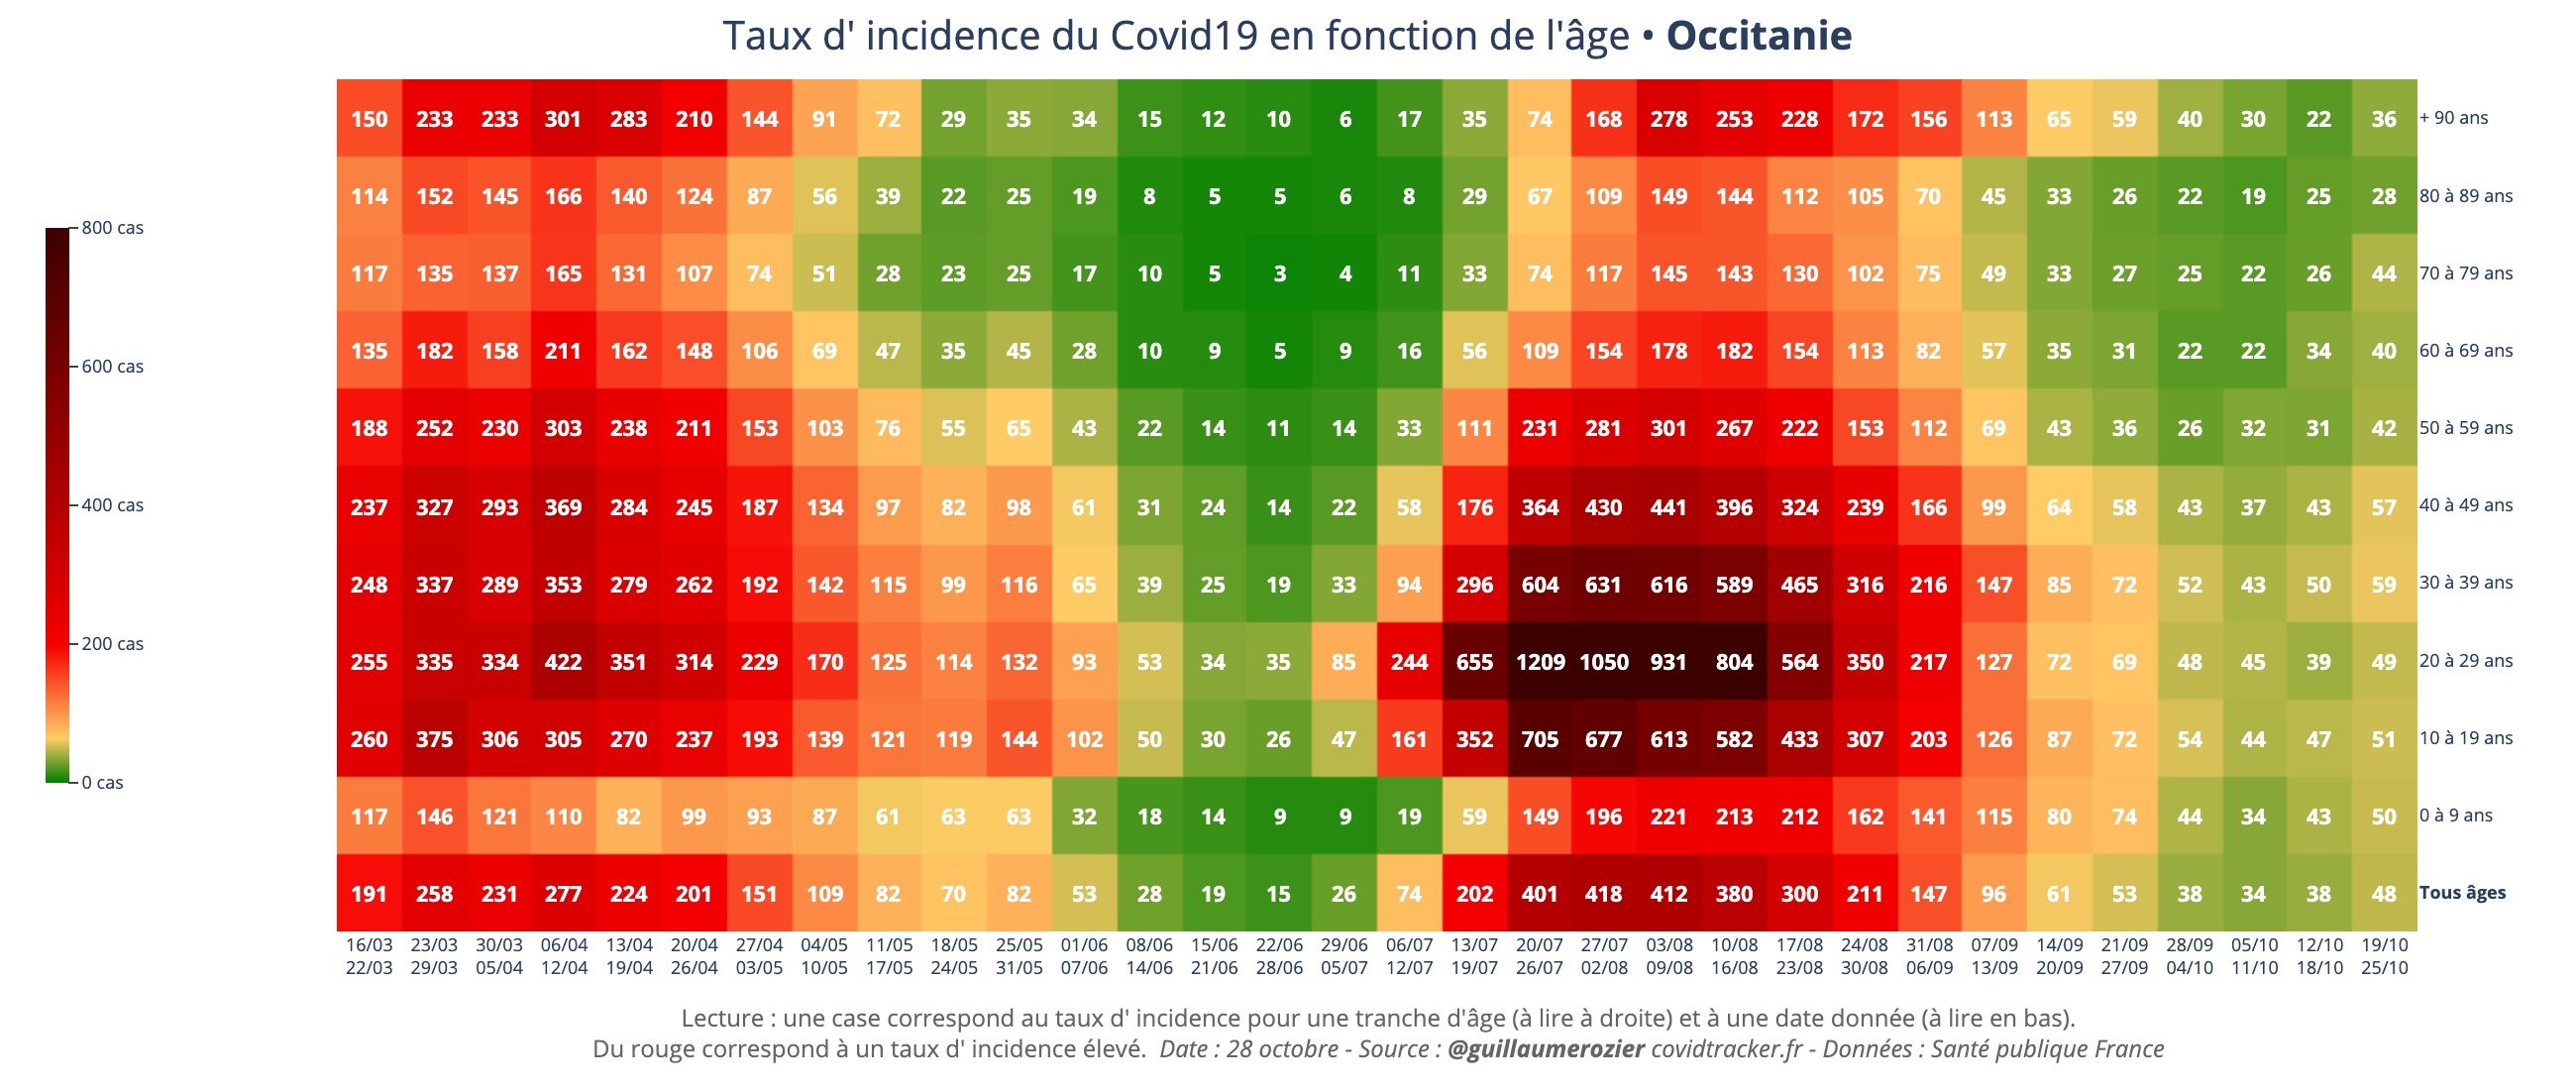 Taux d' incidence du Covid19 en fonction de l'âge • Occitanie
800 cas
600 cas
400 cas
200 cas
0 cas
150 233 233 301 283 210 144 91 72 29 35 34 15 12 10 6 17 35 74 168 278 253 228 172 156 113 65 59 40 30 22 36 + 90 ans
114 152 145 166 140 124 87 56 39 22 25 19 8 5 5 6 8 29 67 109 149 144 112 105 70 45 33 26 22 19 25 28 80 à 89 ans
117 135 137 165 131 107 74 51 28 23 25 17 10 5 3 4 11 33 74 117 145 143 130 102 75 49 33 27 25 22 26 44 70 à 79 ans
135 182 158 211 162 148 106 69 47 35 45 28 10 9 5 9 16 56 109 154 178 182 154 113 82 57 35 31 22 22 34 40 60 à 69 ans
188 252 230 303 238 211 153 103 76 55 65 43 22 14 11 14 33 111 231 281 301 267 222 153 112 69 43 36 26 32 31 42 50 à 59 ans
237 327 293 369 284 245 187 134 97 82 98 61 31 24 14 22 58 176 364 430 441 396 324 239 166 99 64 58 43 37 43 57 40 à 49 ans
248 337 289 353 279 262 192 142 115 99 116 65 39 25 19 33 94 296 604 631 616 589 465 316 216 147 85 72 52 43 50 59 30 à 39 ans
255 335 334 422 351 314 229 170 125 114 132 93 53 34 35 85 244 655 1209 1050 931 804 564 350 217 127 72 69 48 45 39 49 20 à 29 ans
260 375 306 305 270 237 193 139 121 119 144 102 50 30 26 47 161 352 705 677 613 582 433 307 203 126 87 72 54 44 47 51 10 à 19 ans
117 146 121 110 82 99 93 87 61 63 63 32 18 14 9 9 19 59 149 196 221 213 212 162 141 115 80 74 44 34 43 50 0 à 9 ans
191 258 231 277 224 201 151 109 82 70 82 53 28 19 15 26 74 202 401 418 412 380 300 211 147 96 61 53 38 34 38 48 Tous âges
16/03 23/03 30/03 06/04 13/04 20/04 27/04 04/05 11/05 18/05 25/05 01/06 08/06 15/06 22/06 29/06 06/07 13/07 20/07 27/07 03/08 10/08 17/08 24/08 31/08 07/09 14/09 21/09 28/09 05/10 12/10 19/10
22/03 29/03 05/04 12/04 19/04 26/04 03/05 10/05 17/05 24/05 31/05 07/06 14/06 21/06 28/06 05/07 12/07 19/07 26/07 02/08 09/08 16/08 23/08 30/08 06/09 13/09 20/09 27/09 04/10 11/10 18/10 25/10
Lecture : une case correspond au taux d' incidence pour une tranche d'âge (à lire à droite) et à une date donnée (à lire en bas).
Du rouge correspond à un taux d' incidence élevé. Date : 28 octobre - Source : @guillaumerozier covidtracker.fr - Données : Santé publique France